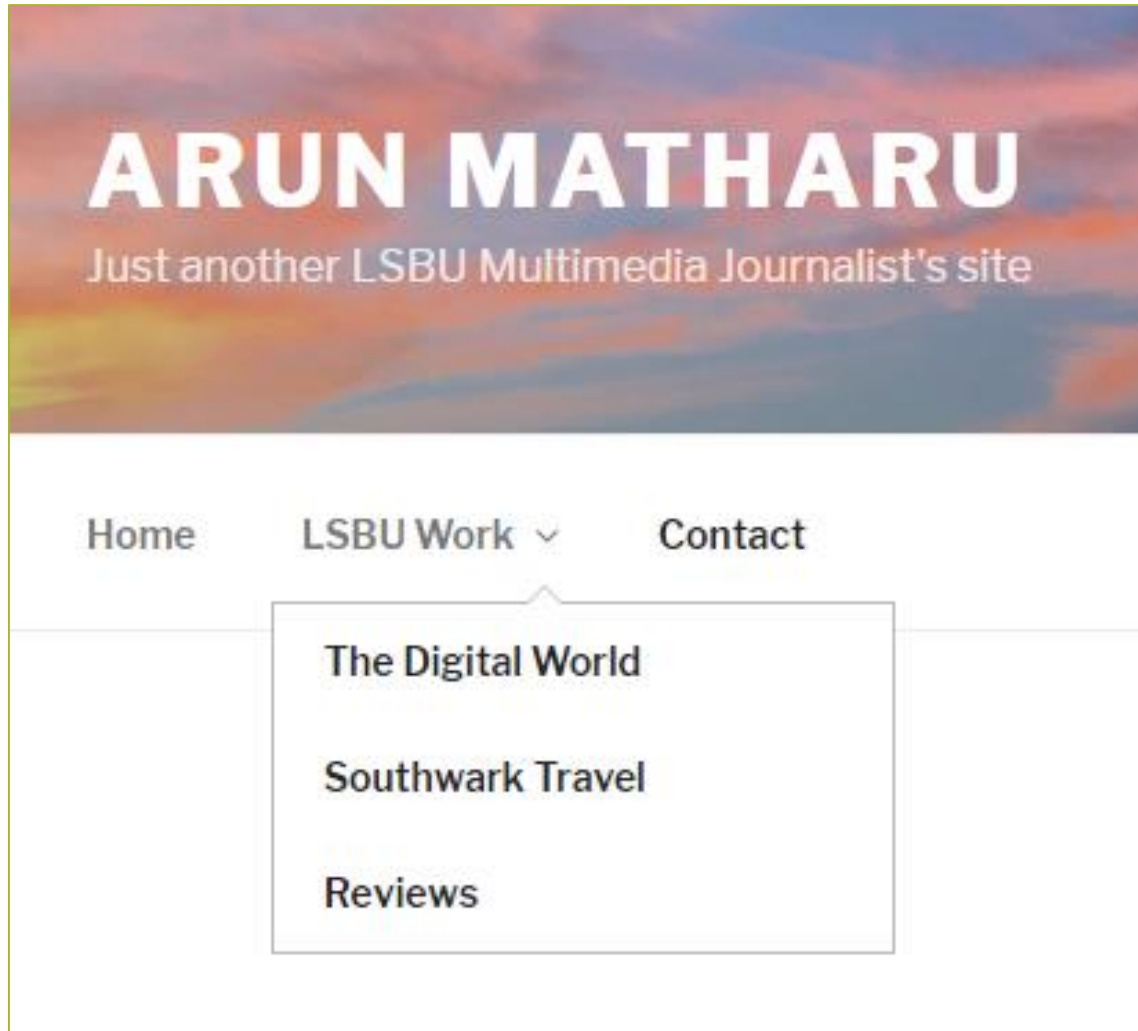 ARUN MATHARU
Just another LSBU Multimedia Journalist's site
Home LSBU Work Contact
The Digital World
Southwark Travel
Reviews